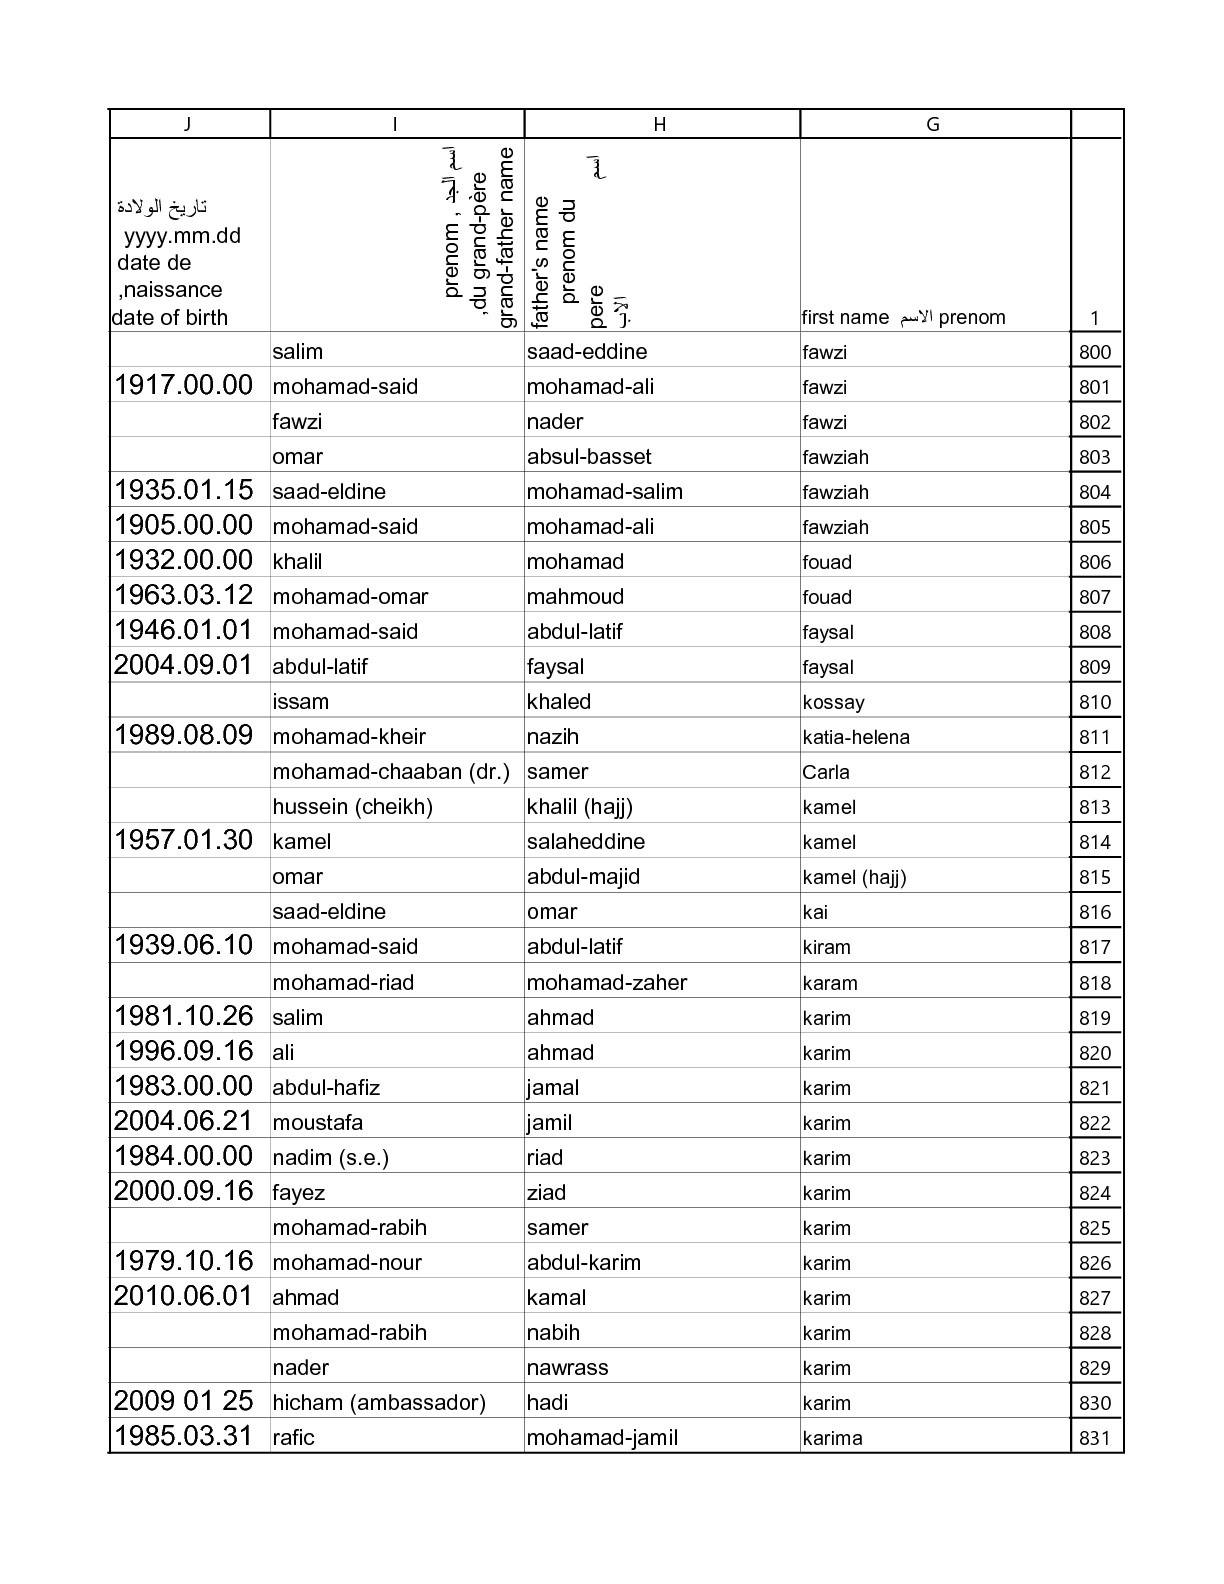 J I H G
تاريخ الولادة
yyyy.mm.dd
date de
,naissance
date of birth
اسم الجد , prenom
,du grand-père
grand-father name
father's name
prenom du
اسم
pere
الاب
first name الاسم prenom 1
salim saad-eddine fawzi 800
1917.00.00 mohamad-said mohamad-ali fawzi 801
fawzi nader fawzi 802
omar absul-basset fawziah 803
1935.01.15 saad-eldine mohamad-salim fawziah 804
1905.00.00 mohamad-said mohamad-ali fawziah 805
1932.00.00 khalil mohamad fouad 806
1963.03.12 mohamad-omar mahmoud fouad 807
1946.01.01 mohamad-said abdul-latif faysal 808
2004.09.01 abdul-latif faysal faysal 809
issam khaled kossay 810
1989.08.09 mohamad-kheir nazih katia-helena 811
mohamad-chaaban (dr.) samer Carla 812
hussein (cheikh) khalil (hajj) kamel 813
1957.01.30 kamel salaheddine kamel 814
omar abdul-majid kamel (hajj) 815
saad-eldine omar kai 816
1939.06.10 mohamad-said abdul-latif kiram 817
mohamad-riad mohamad-zaher karam 818
1981.10.26 salim ahmad karim 819
1996.09.16 ali ahmad karim 820
1983.00.00 abdul-hafiz jamal karim 821
2004.06.21 moustafa jamil karim 822
1984.00.00 nadim (s.e.) riad karim 823
2000.09.16 fayez ziad karim 824
mohamad-rabih samer karim 825
1979.10.16 mohamad-nour abdul-karim karim 826
2010.06.01 ahmad kamal karim 827
mohamad-rabih nabih karim 828
nader nawrass karim 829
2009 01 25 hicham (ambassador) hadi karim 830
1985.03.31 rafic mohamad-jamil karima 831